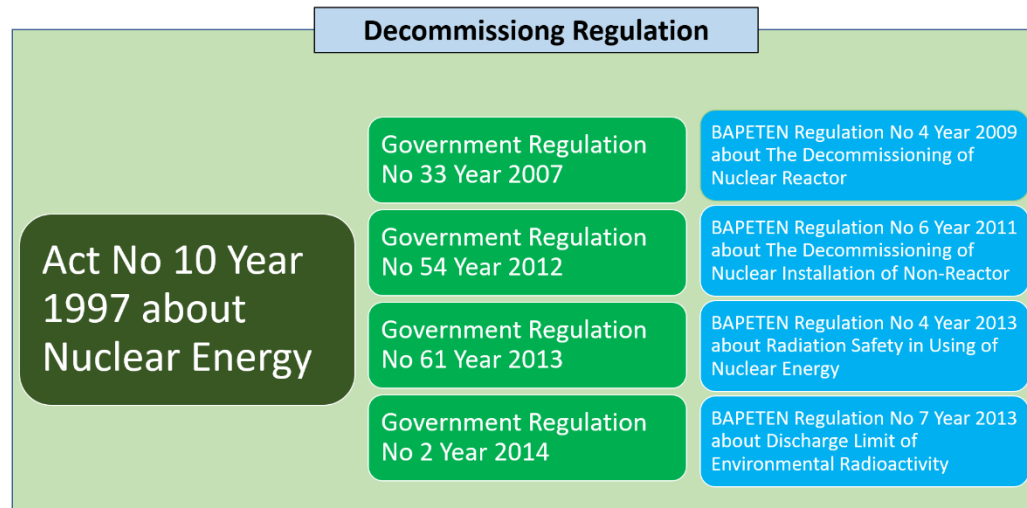 Decommissiong Regulation
Act No 10 Year
1997 about
Nuclear Energy
Government Regulation
No 33 Year 2007
Government Regulation
No 54 Year 2012
Government Regulation
No 61 Year 2013
Government Regulation
No 2 Year 2014
BAPETEN Regulation No 4 Year 2009
about The Decommissioning of
Nuclear Reactor
BAPETEN Regulation No 6 Year 2011
about The Decommissioning of
Nuclear Installation of Non-Reactor
BAPETEN Regulation No 4 Year 2013
about Radiation Safety in Using of
Nuclear Energy
BAPETEN Regulation No 7 Year 2013
about Discharge Limit of
Environmental Radioactivity